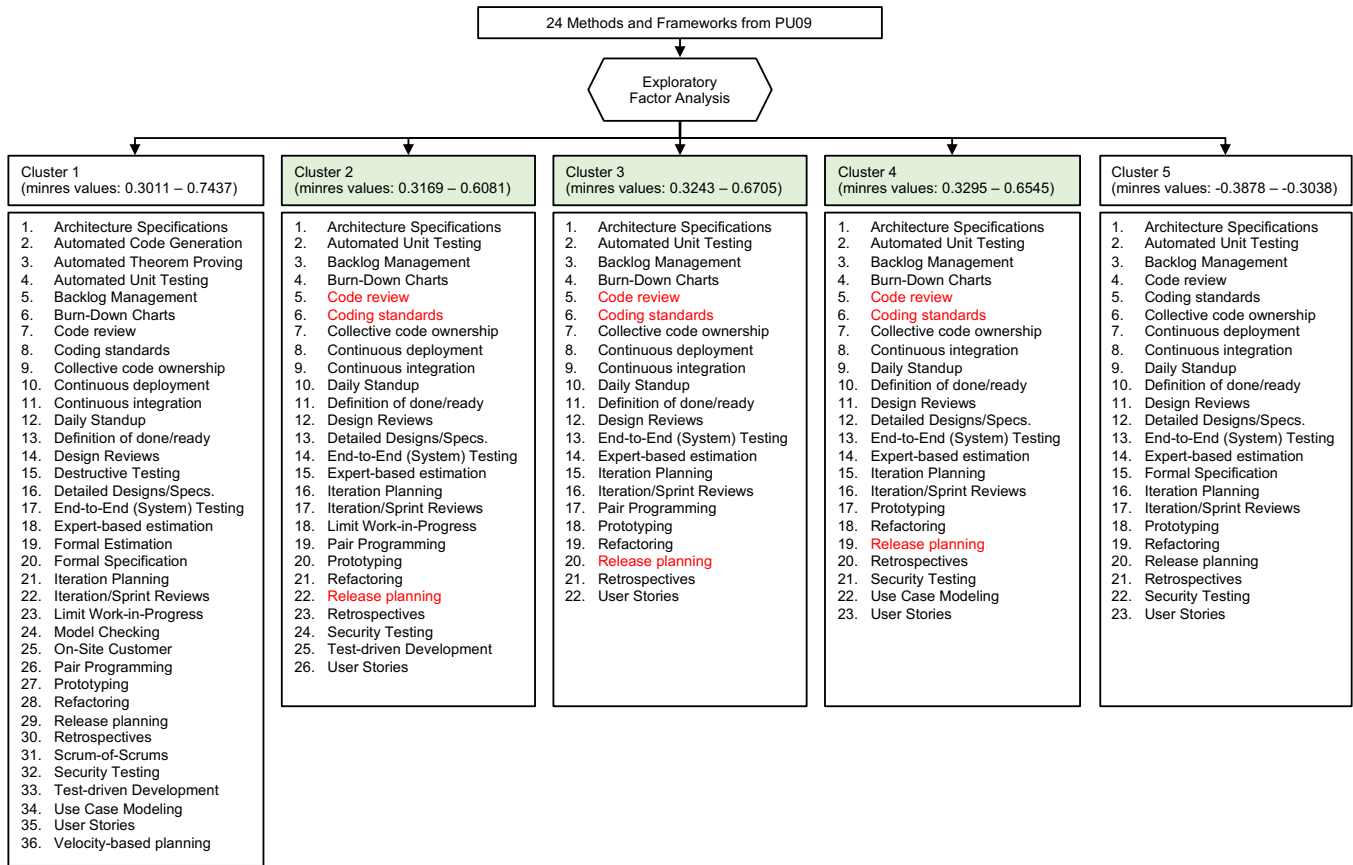 24 Methods and Frameworks from PU09
Exploratory
Factor Analysis
Cluster 1
(minres values: 0.3011 – 0.7437)
1. Architecture Specifications
2. Automated Code Generation
3. Automated Theorem Proving
4. Automated Unit Testing
5. Backlog Management
6. Burn-Down Charts
7. Code review
8. Coding standards
9. Collective code ownership
10. Continuous deployment
11. Continuous integration
12. Daily Standup
13. Definition of done/ready
14. Design Reviews
15. Destructive Testing
16. Detailed Designs/Specs.
17. End-to-End (System) Testing
18. Expert-based estimation
19. Formal Estimation
20. Formal Specification
21. Iteration Planning
22. Iteration/Sprint Reviews
23. Limit Work-in-Progress
24. Model Checking
25. On-Site Customer
26. Pair Programming
27. Prototyping
28. Refactoring
29. Release planning
30. Retrospectives
31. Scrum-of-Scrums
32. Security Testing
33. Test-driven Development
34. Use Case Modeling
35. User Stories
36. Velocity-based planning
Cluster 2
(minres values: 0.3169 – 0.6081)
1. Architecture Specifications
2. Automated Unit Testing
3. Backlog Management
4. Burn-Down Charts
5. Code review
6. Coding standards
7. Collective code ownership
8. Continuous deployment
9. Continuous integration
10. Daily Standup
11. Definition of done/ready
12. Design Reviews
13. Detailed Designs/Specs.
14. End-to-End (System) Testing
15. Expert-based estimation
16. Iteration Planning
17. Iteration/Sprint Reviews
18. Limit Work-in-Progress
19. Pair Programming
20. Prototyping
21. Refactoring
22. Release planning
23. Retrospectives
24. Security Testing
25. Test-driven Development
26. User Stories
Cluster 3
(minres values: 0.3243 – 0.6705)
1. Architecture Specifications
2. Automated Unit Testing
3. Backlog Management
4. Burn-Down Charts
5. Code review
6. Coding standards
7. Collective code ownership
8. Continuous deployment
9. Continuous integration
10. Daily Standup
11. Definition of done/ready
12. Design Reviews
13. End-to-End (System) Testing
14. Expert-based estimation
15. Iteration Planning
16. Iteration/Sprint Reviews
17. Pair Programming
18. Prototyping
19. Refactoring
20. Release planning
21. Retrospectives
22. User Stories
Cluster 4
(minres values: 0.3295 – 0.6545)
1. Architecture Specifications
2. Automated Unit Testing
3. Backlog Management
4. Burn-Down Charts
5. Code review
6. Coding standards
7. Collective code ownership
8. Continuous integration
9. Daily Standup
10. Definition of done/ready
11. Design Reviews
12. Detailed Designs/Specs.
13. End-to-End (System) Testing
14. Expert-based estimation
15. Iteration Planning
16. Iteration/Sprint Reviews
17. Prototyping
18. Refactoring
19. Release planning
20. Retrospectives
21. Security Testing
22. Use Case Modeling
23. User Stories
Cluster 5
(minres values: -0.3878 – -0.3038)
1. Architecture Specifications
2. Automated Unit Testing
3. Backlog Management
4. Code review
5. Coding standards
6. Collective code ownership
7. Continuous deployment
8. Continuous integration
9. Daily Standup
10. Definition of done/ready
11. Design Reviews
12. Detailed Designs/Specs.
13. End-to-End (System) Testing
14. Expert-based estimation
15. Formal Specification
16. Iteration Planning
17. Iteration/Sprint Reviews
18. Prototyping
19. Refactoring
20. Release planning
21. Retrospectives
22. Security Testing
23. User Stories